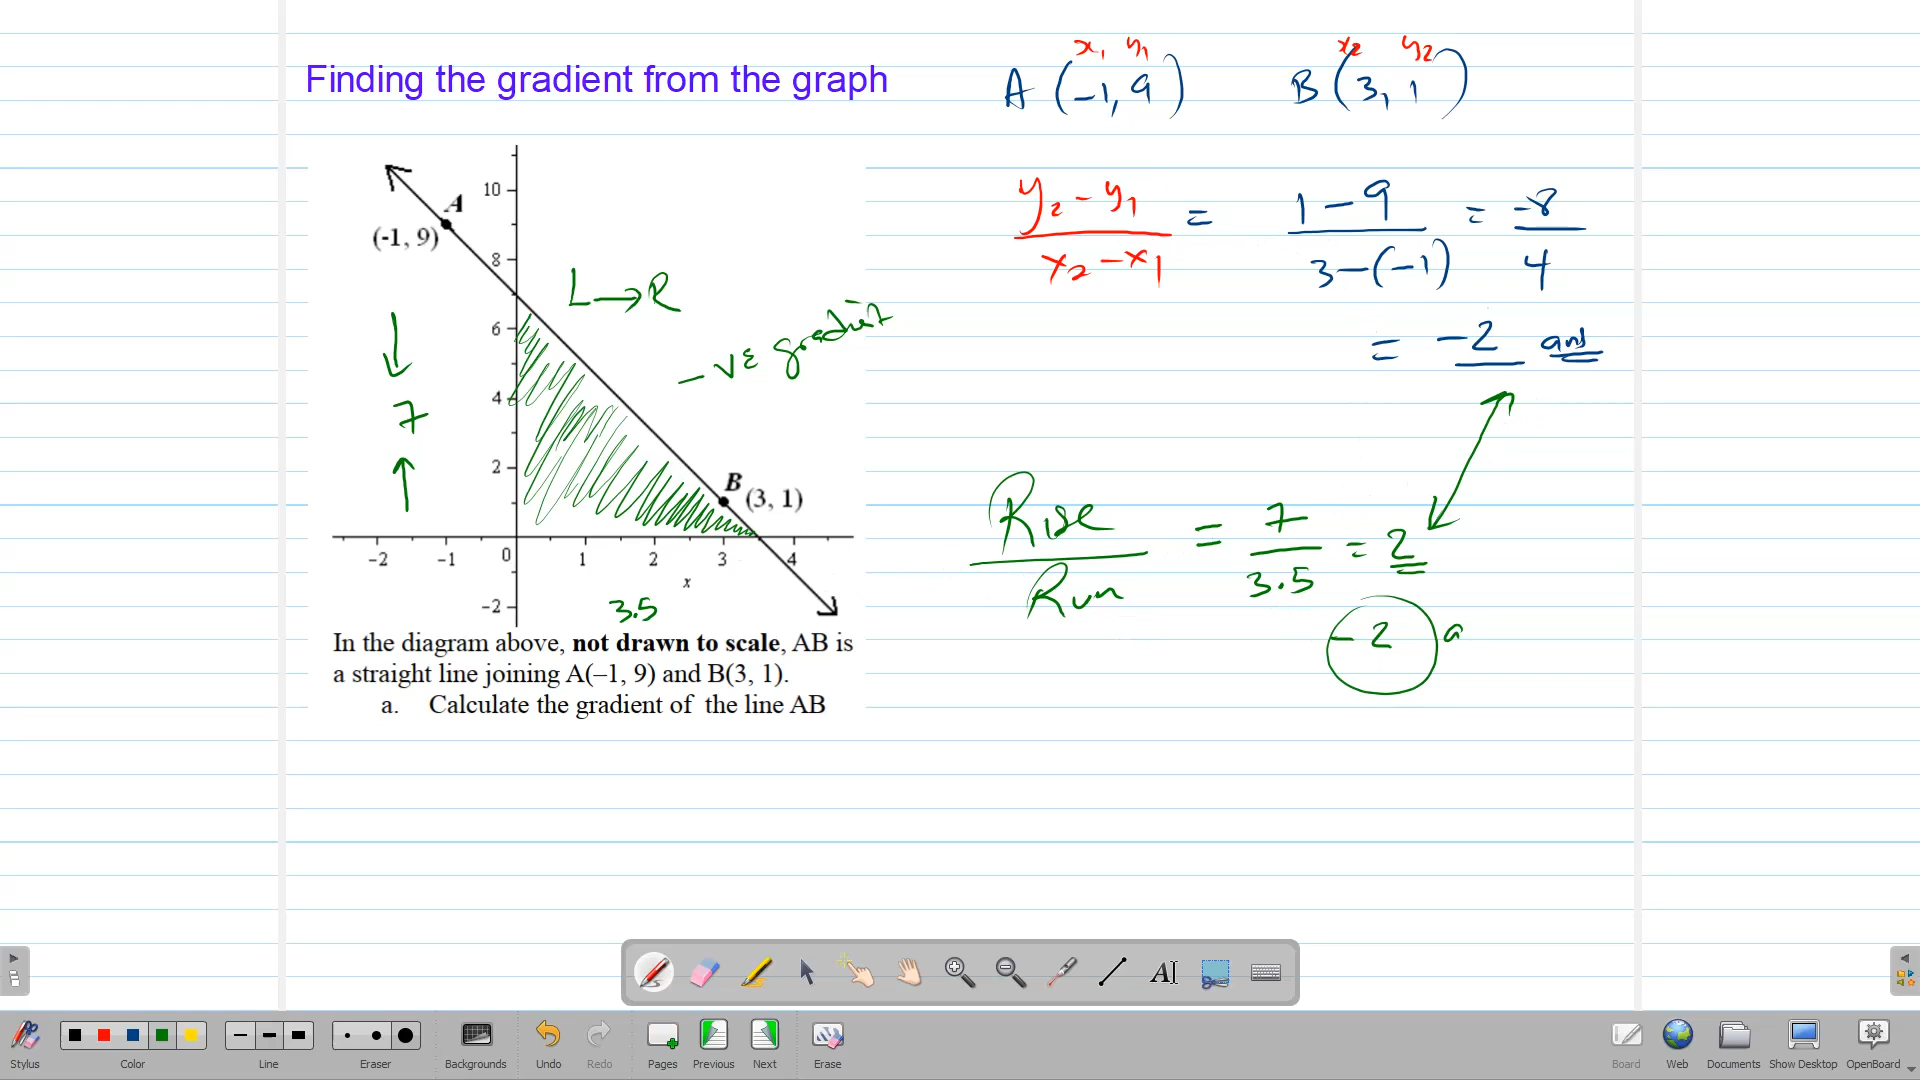 Finding the gradient from the graph
x1 y1 x2 y2
A (-1, 9) B (3, 1)
y2 - y1 / x2 - x1 = 1 - 9 / 3 - (-1) = -8 / 4
= -2 ans
A
(-1, 9)
10
8
6
4
2
-2
L → R
-ve gradient
7
B
(3, 1)
-2 -1 0 1 2 3 4
x
3.5
Rise / Run = 7 / 3.5 = 2
-2 a
In the diagram above, not drawn to scale, AB is
a straight line joining A(–1, 9) and B(3, 1).
a. Calculate the gradient of the line AB
AI
Stylus Color Line Eraser Backgrounds Undo Redo Pages Previous Next Erase Board Web Documents Show Desktop OpenBoard